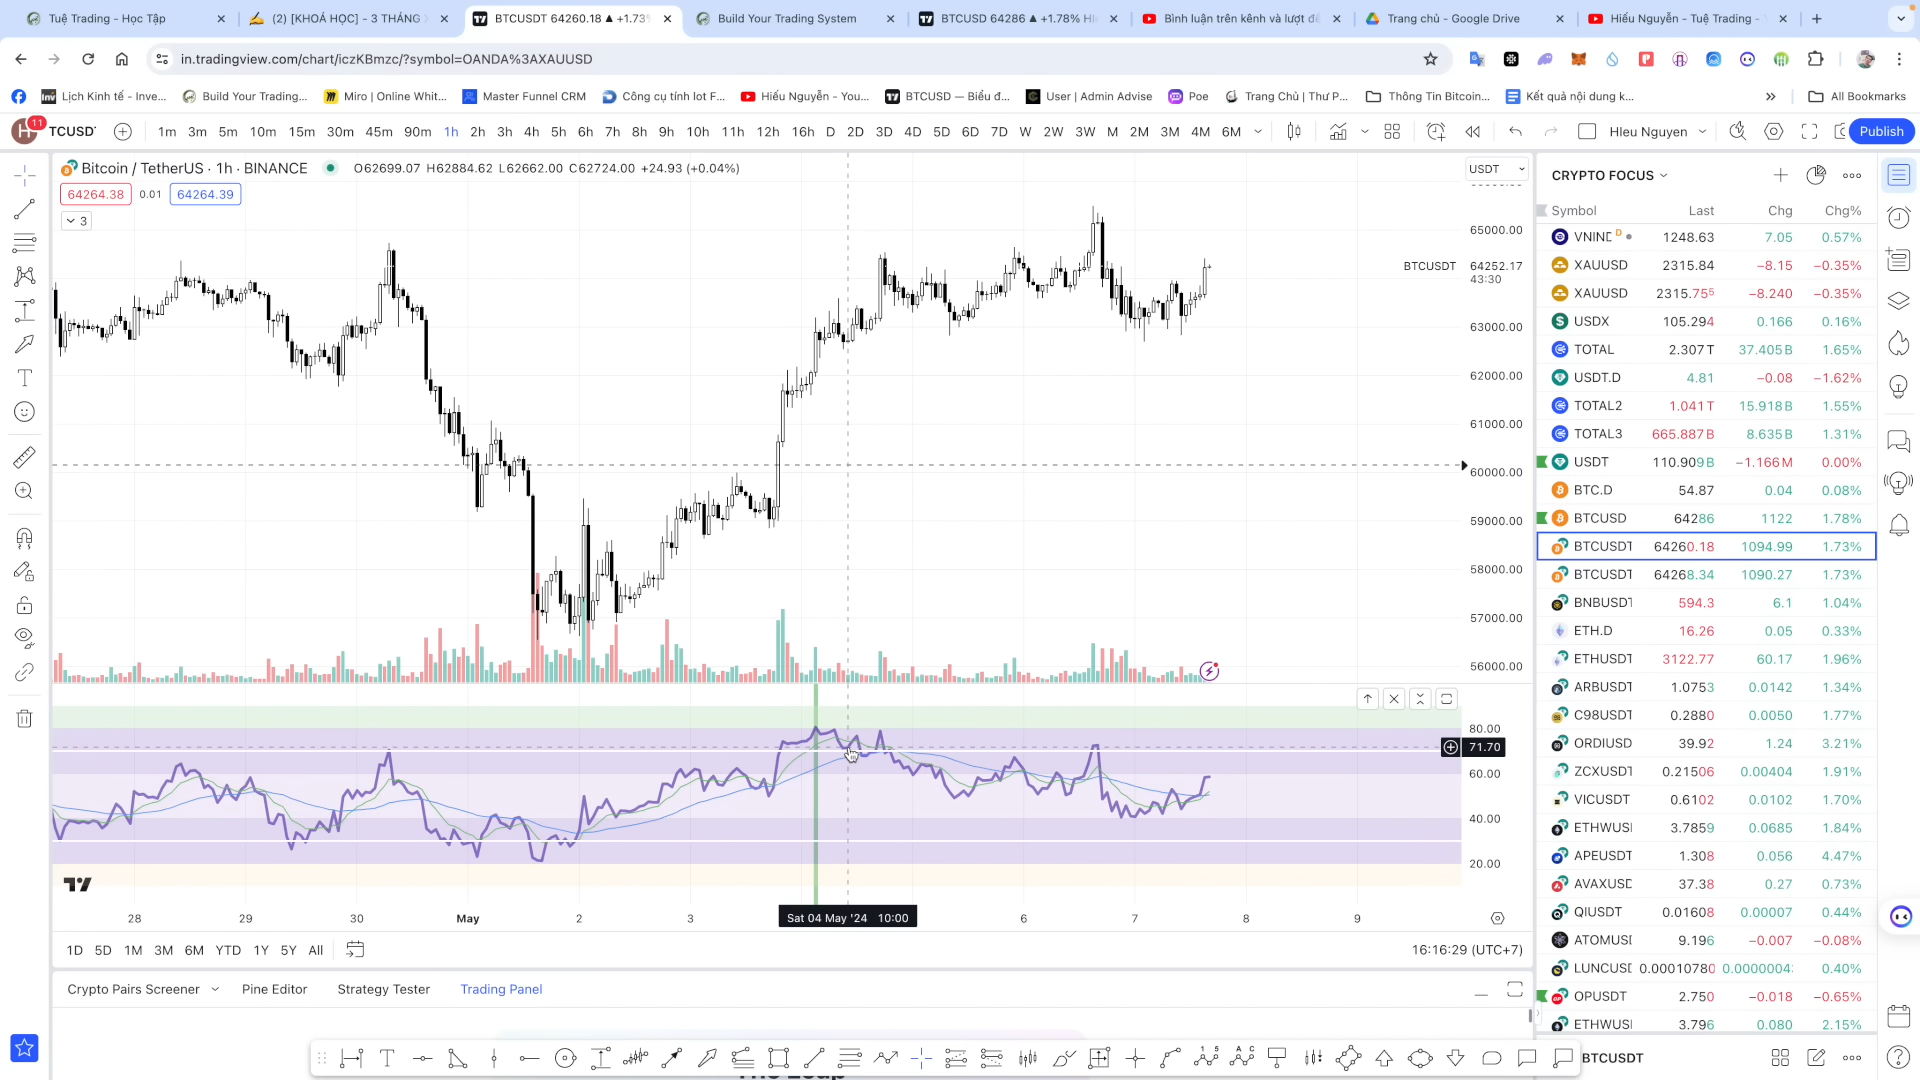 Tuệ Trading - Học Tập
(2) [KHOÁ HỌC] - 3 THÁNG
BTCUSDT 64260.18 ▲ +1.73%
Build Your Trading System
BTCUSD 64286 ▲ +1.78%
Bình luận trên kênh và lượt đề
Trang chủ - Google Drive
Hiếu Nguyễn - Tuệ Trading -
in.tradingview.com/chart/iczKBmzc/?symbol=OANDA%3AXAUUSD
Lịch Kinh tế - Inve...
Build Your Trading...
Miro | Online Whit...
Master Funnel CRM
Công cụ tính lot F...
Hiếu Nguyễn - You...
BTCUSD — Biểu đ...
User | Admin Advise
Poe
Trang Chủ | Thư P...
Thông Tin Bitcoin...
Kết quả nội dung k...
All Bookmarks
H 11 TCUSD 1m 3m 5m 10m 15m 30m 45m 90m 1h 2h 3h 4h 5h 6h 7h 8h 9h 10h 11h 12h 16h D 2D 3D 4D 5D 6D 7D W 2W 3W M 2M 3M 4M 6M HIeu Nguyen Publish
Bitcoin / TetherUS · 1h · BINANCE O62699.07 H62884.62 L62662.00 C62724.00 +24.93 (+0.04%) USDT
64264.38 0.01 64264.39
3
65000.00
BTCUSDT 64252.17
43:30
63000.00
62000.00
61000.00
60000.00
59000.00
58000.00
57000.00
56000.00
80.00
71.70
60.00
40.00
20.00
28 29 30 May 2 3 Sat 04 May '24 10:00 6 7 8 9
1D 5D 1M 3M 6M YTD 1Y 5Y All 16:16:29 (UTC+7)
Crypto Pairs Screener Pine Editor Strategy Tester Trading Panel
CRYPTO FOCUS
Symbol Last Chg Chg%
VNIND D 1248.63 7.05 0.57%
XAUUSD 2315.84 −8.15 −0.35%
XAUUSD 2315.755 −8.240 −0.35%
USDX 105.294 0.166 0.16%
TOTAL 2.307T 37.405B 1.65%
USDT.D 4.81 −0.08 −1.62%
TOTAL2 1.041T 15.918B 1.55%
TOTAL3 665.887B 8.635B 1.31%
USDT 110.909B −1.166M 0.00%
BTC.D 54.87 0.04 0.08%
BTCUSD 64286 1122 1.78%
BTCUSDT 64260.18 1094.99 1.73%
BTCUSDT 64268.34 1090.27 1.73%
BNBUSDT 594.3 6.1 1.04%
ETH.D 16.26 0.05 0.33%
ETHUSDT 3122.77 60.17 1.96%
ARBUSDT 1.0753 0.0142 1.34%
C98USDT 0.2880 0.0050 1.77%
ORDIUSD 39.92 1.24 3.21%
ZCXUSDT 0.21506 0.00404 1.91%
VICUSDT 0.6102 0.0102 1.70%
ETHWUSI 3.7859 0.0685 1.84%
APEUSDT 1.308 0.056 4.47%
AVAXUSD 37.38 0.27 0.73%
QIUSDT 0.01608 0.00007 0.44%
ATOMUSI 9.196 −0.007 −0.08%
LUNCUSD 0.00010780 0.0000004 0.40%
OPUSDT 2.750 −0.018 −0.65%
ETHWUSI 3.796 0.080 2.15%
BTCUSDT